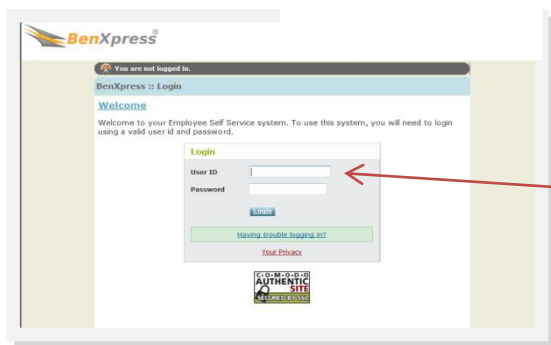 BenXpress®
You are not logged in.
BenXpress :: Login
Welcome
Welcome to your Employee Self Service system. To use this system, you will need to login
using a valid user id and password.
Login
User ID
Password
Login
Having trouble logging in?
Your Privacy
C·O·M·O·D·O
AUTHENTIC
SITE
SECURED BY SSL